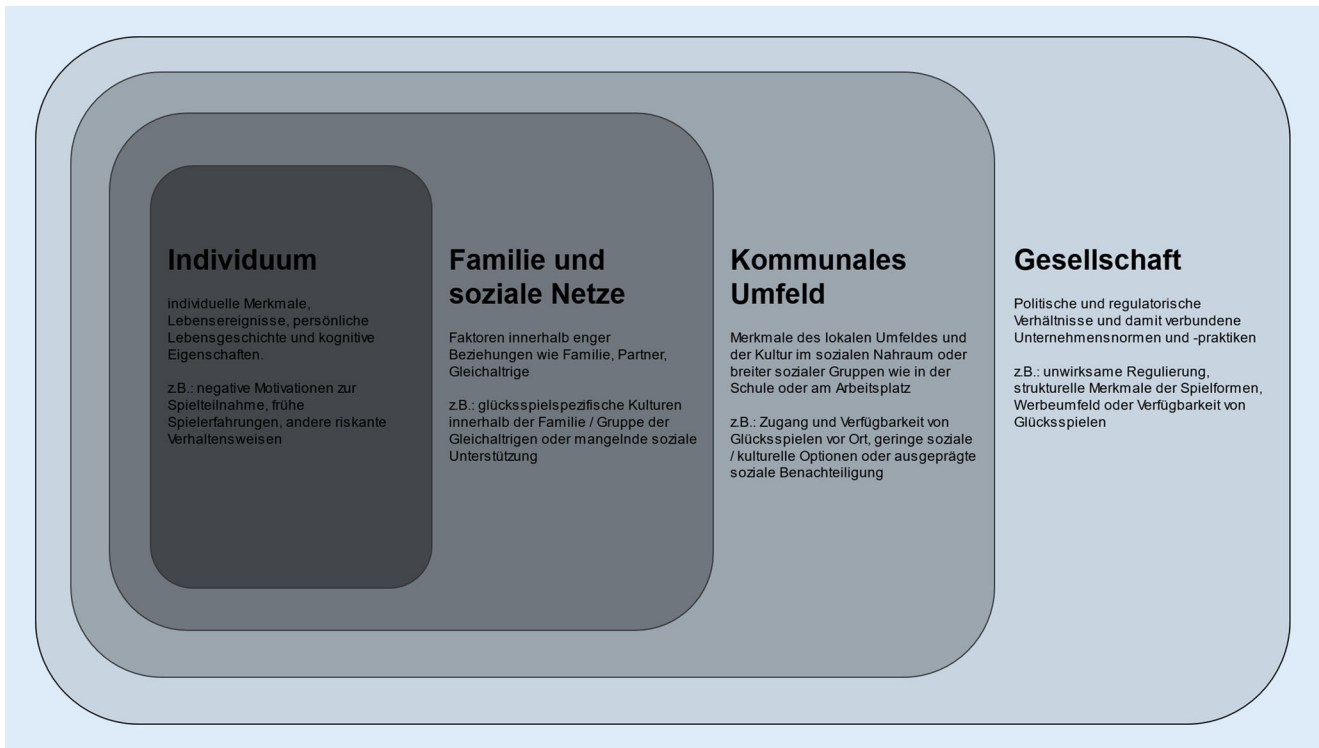 Individuum
individuelle Merkmale,
Lebensereignisse, persönliche
Lebensgeschichte und kognitive
Eigenschaften.
z.B.: negative Motivationen zur
Spielteilnahme, frühe
Spielerfahrungen, andere riskante
Verhaltensweisen
Familie und
soziale Netze
Faktoren innerhalb enger
Beziehungen wie Familie, Partner,
Gleichaltrige
z.B.: glücksspielspezifische Kulturen
innerhalb der Familie / Gruppe der
Gleichaltrigen oder mangelnde soziale
Unterstützung
Kommunales
Umfeld
Merkmale des lokalen Umfeldes und
der Kultur im sozialen Nahraum oder
breiter sozialer Gruppen wie in der
Schule oder am Arbeitsplatz
z.B.: Zugang und Verfügbarkeit von
Glücksspielen vor Ort, geringe soziale
/ kulturelle Optionen oder ausgeprägte
soziale Benachteiligung
Gesellschaft
Politische und regulatorische
Verhältnisse und damit verbundene
Unternehmensnormen und -praktiken
z.B.: unwirksame Regulierung,
strukturelle Merkmale der Spielformen,
Werbeumfeld oder Verfügbarkeit von
Glücksspielen